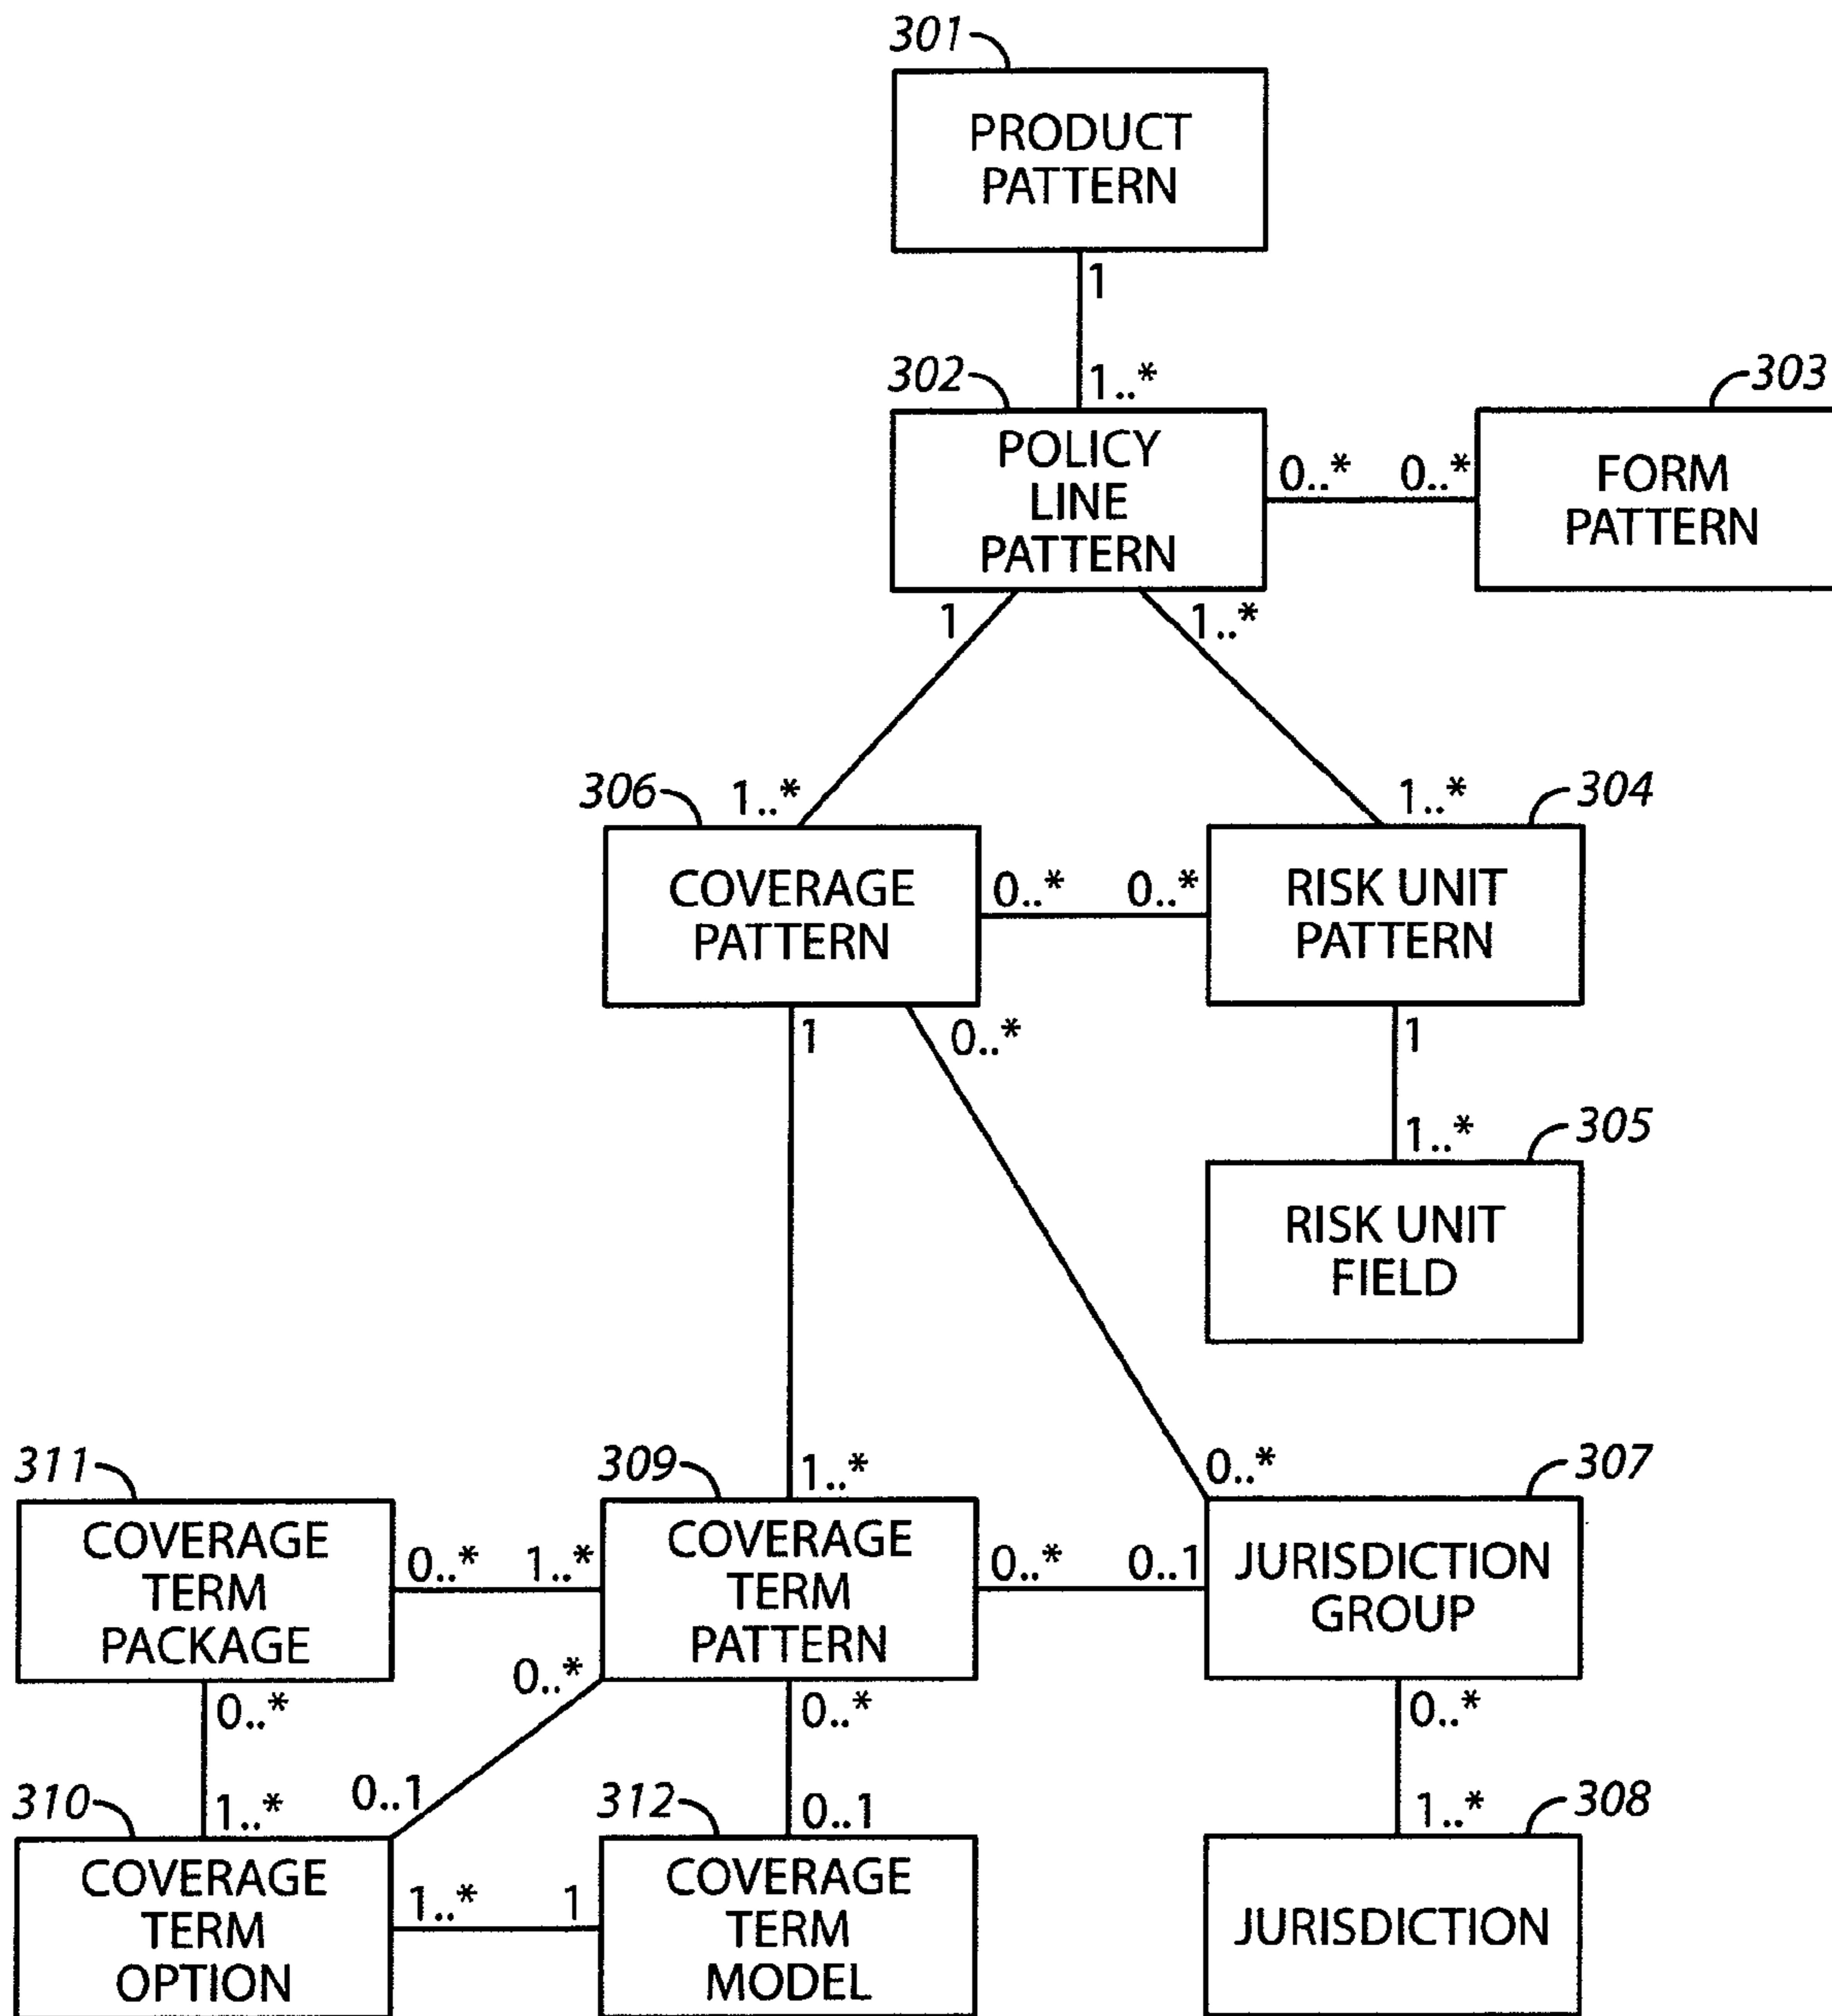 301
PRODUCT
PATTERN
1
302
1..*
303
POLICY
LINE
PATTERN
0..* 0..*
FORM
PATTERN
1
1..*
306
1..*
1..*
304
COVERAGE
PATTERN
0..* 0..*
RISK UNIT
PATTERN
1
0..*
1
1..*
305
RISK UNIT
FIELD
311
309
1..*
0..*
307
COVERAGE
TERM
PACKAGE
0..* 1..*
COVERAGE
TERM
PATTERN
0..* 0..1
JURISDICTION
GROUP
0..*
0..*
0..*
0..*
310
1..*
0..1
312
0..1
1..*
308
COVERAGE
TERM
OPTION
1..* 1
COVERAGE
TERM
MODEL
JURISDICTION